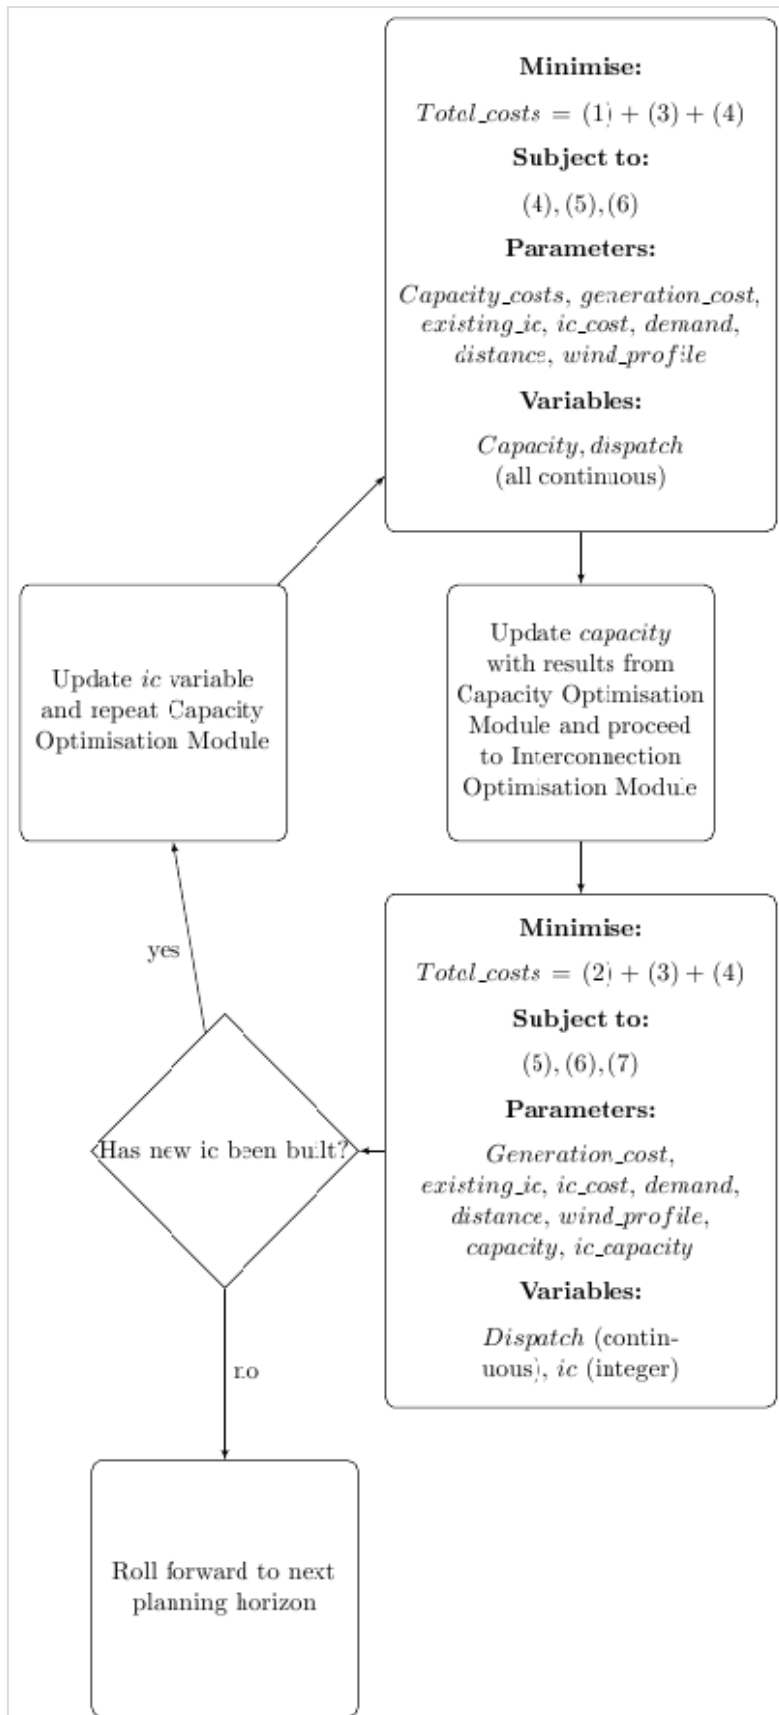 Minimise:
Total_costs = (1) + (3) + (4)
Subject to:
(4), (5), (6)
Parameters:
Capacity_costs, generation_cost,
existing_ic, ic_cost, demand,
distance, wind_profile
Variables:
Capacity, dispatch
(all continuous)
Update ic variable
and repeat Capacity
Optimisation Module
Update capacity
with results from
Capacity Optimisation
Module and proceed
to Interconnection
Optimisation Module
yes
Minimise:
Total_costs = (2) + (3) + (4)
Subject to:
(5), (6), (7)
Parameters:
Generation_cost,
existing_ic, ic_cost, demand,
distance, wind_profile,
capacity, ic_capacity
Variables:
Dispatch (contin-
uous), ic (integer)
Has new ic been built?
no
Roll forward to next
planning horizon